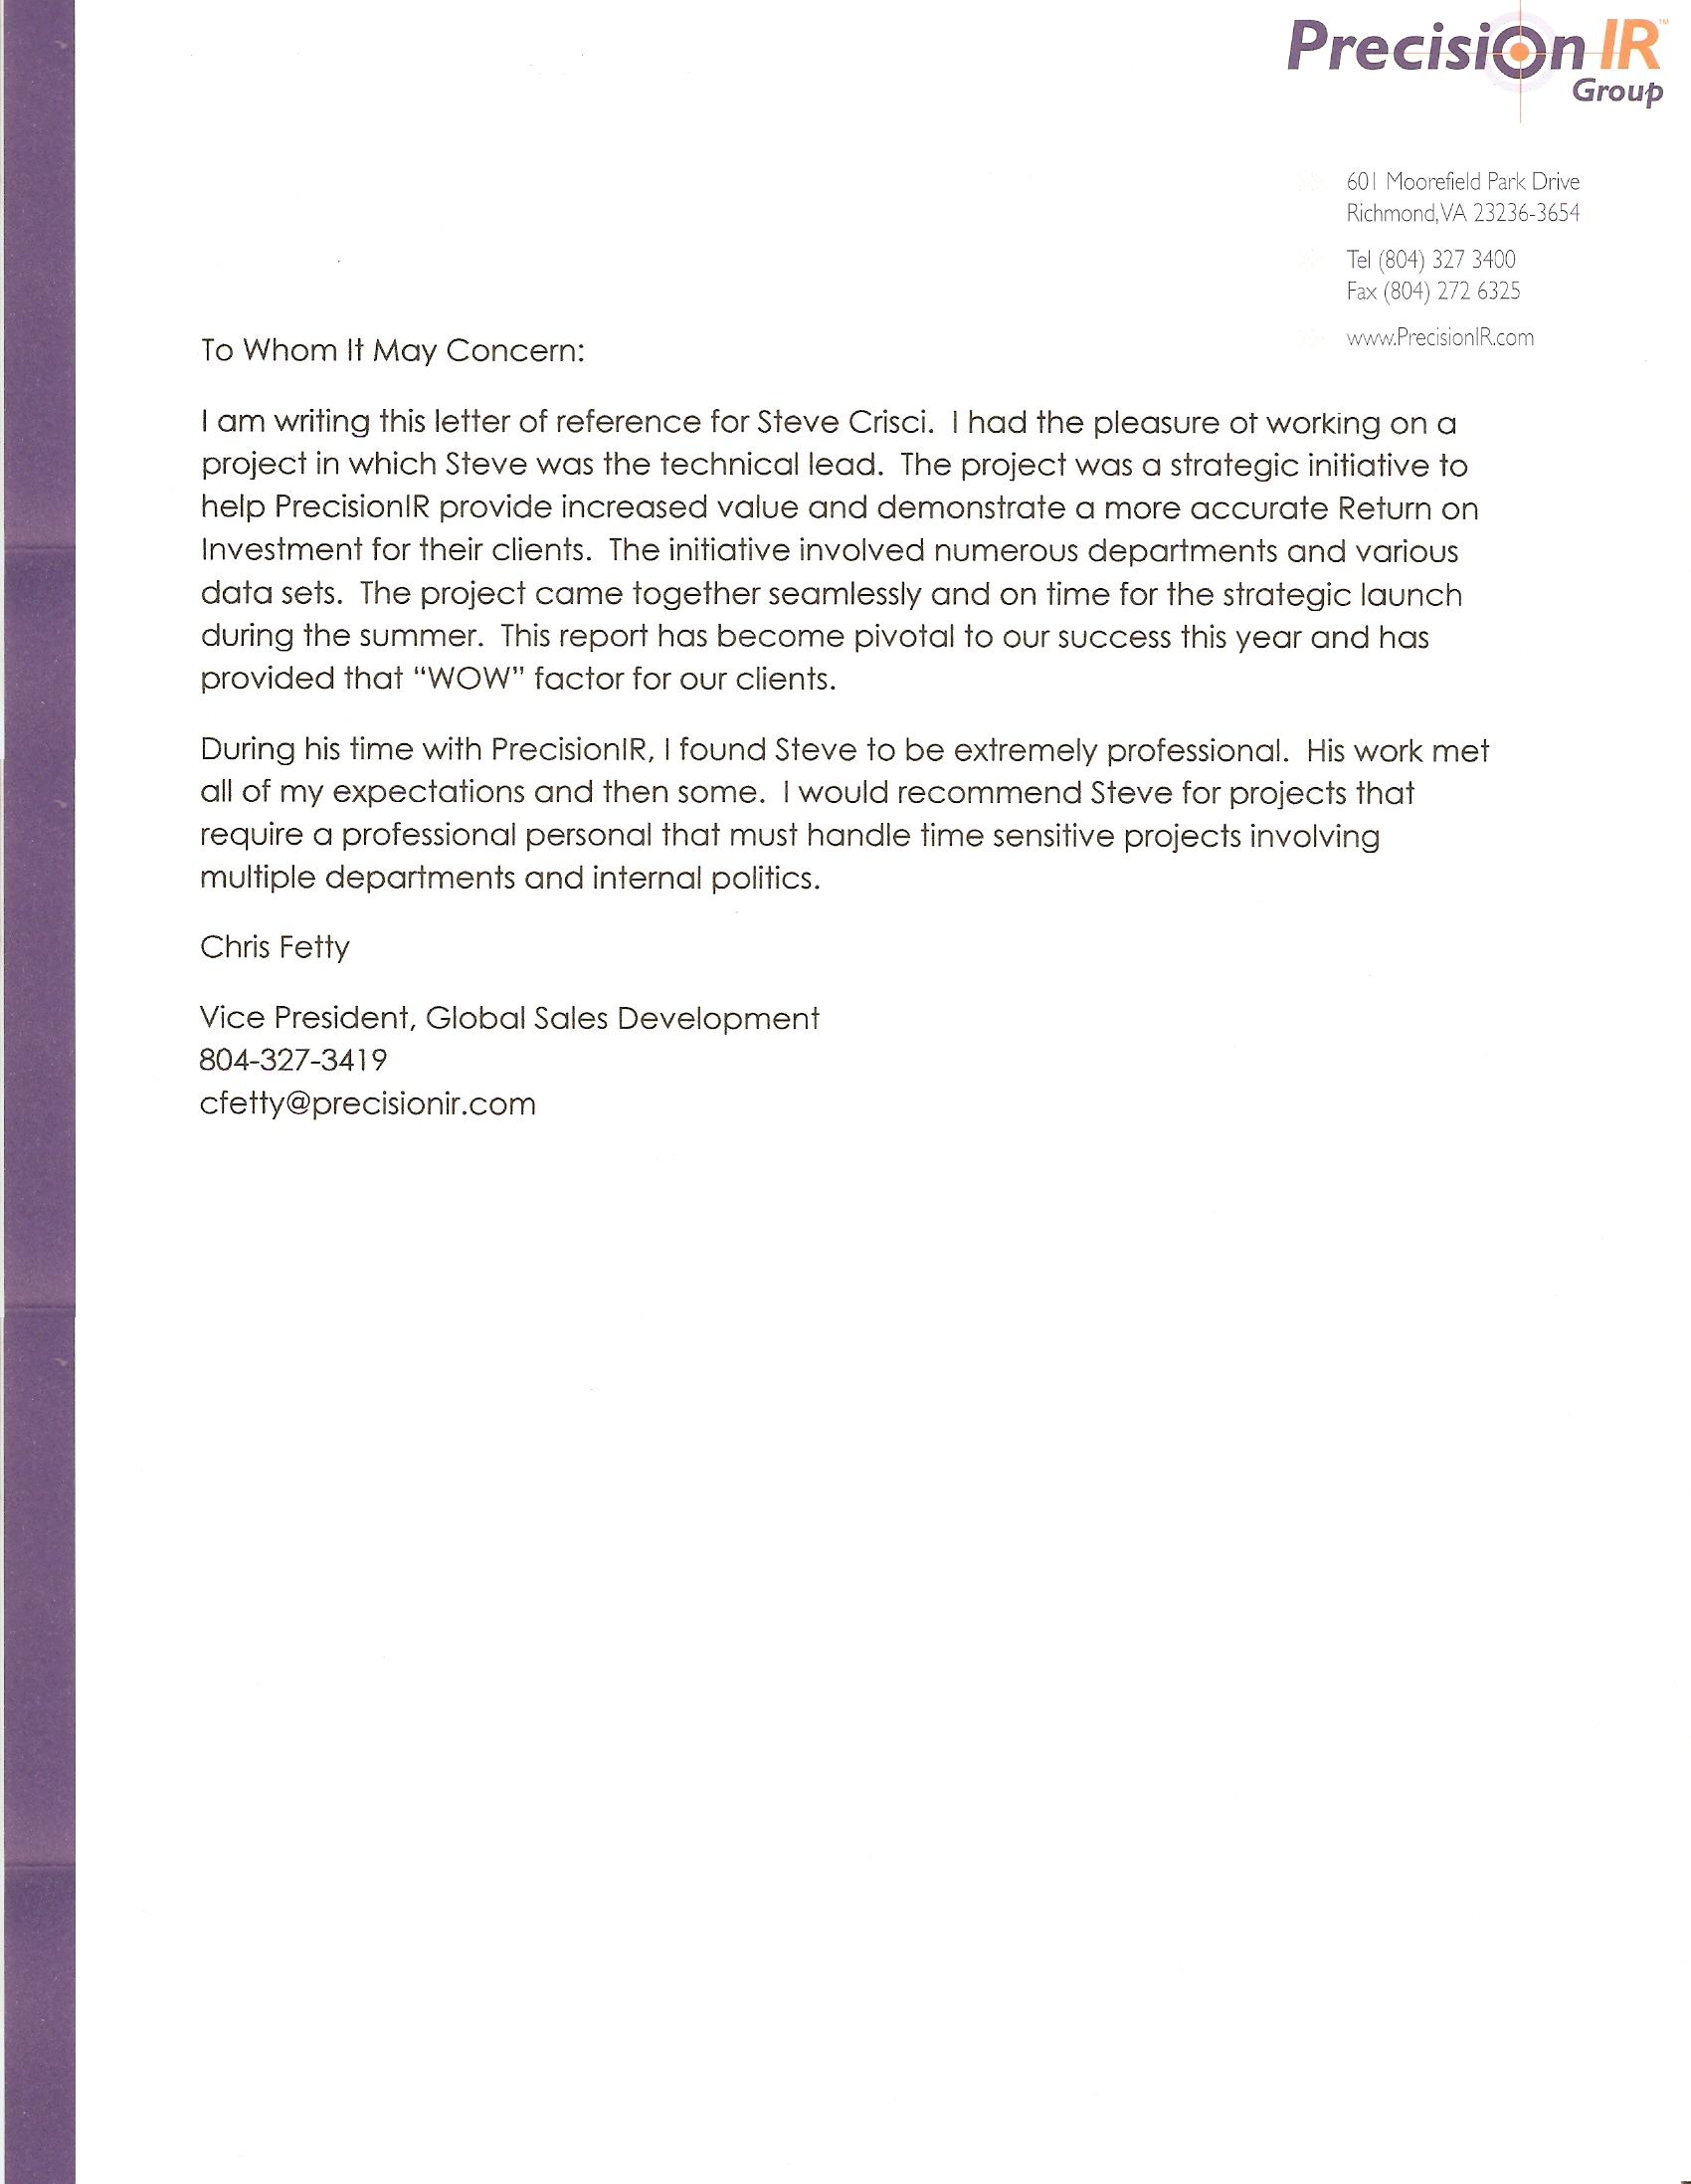 Precision IR™
Group
601 Moorefield Park Drive
Richmond, VA 23236-3654
Tel (804) 327 3400
Fax (804) 272 6325
www.PrecisionIR.com
To Whom It May Concern:
I am writing this letter of reference for Steve Crisci. I had the pleasure of working on a
project in which Steve was the technical lead. The project was a strategic initiative to
help PrecisionIR provide increased value and demonstrate a more accurate Return on
Investment for their clients. The initiative involved numerous departments and various
data sets. The project came together seamlessly and on time for the strategic launch
during the summer. This report has become pivotal to our success this year and has
provided that “WOW” factor for our clients.
During his time with PrecisionIR, I found Steve to be extremely professional. His work met
all of my expectations and then some. I would recommend Steve for projects that
require a professional personal that must handle time sensitive projects involving
multiple departments and internal politics.
Chris Fetty
Vice President, Global Sales Development
804-327-3419
cfetty@precisionir.com